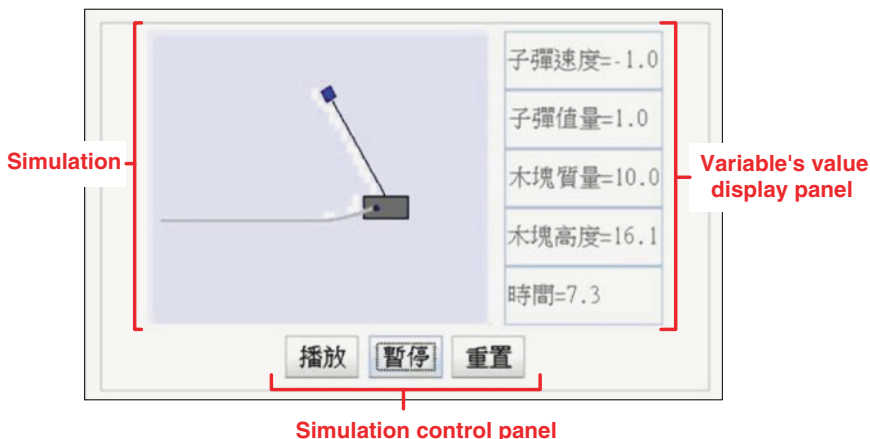 Simulation
子彈速度=-1.0
子彈值量=1.0
木塊質量=10.0
木塊高度=16.1
時間=7.3
Variable's value
display panel
播放 暫停 重置
Simulation control panel